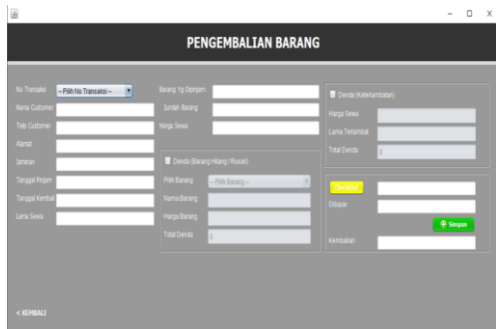 PENGEMBALIAN BARANG
No Transaksi
-- Pilih No Transaksi --
Nama Customer
Telp Customer
Alamat
Jaminan
Tanggal Pinjam
Tanggal Kembali
Lama Sewa
Barang Yg Dipinjam
Jumlah Barang
Harga Sewa
Denda (Barang Hilang / Rusak)
Pilih Barang
-- Pilih Barang --
Nama Barang
Harga Barang
Total Denda
0
Denda (Keterlambatan)
Harga Sewa
Lama Terlambat
Total Denda
0
Dibayar
Simpan
Kembalian
< KEMBALI